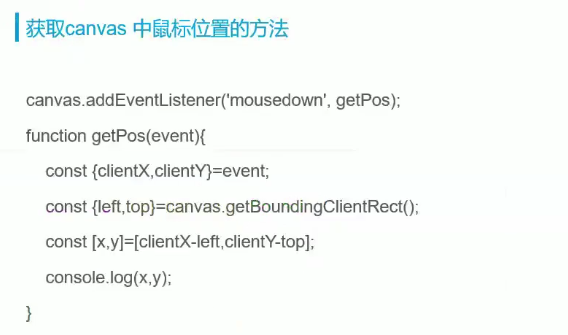 获取canvas 中鼠标位置的方法
canvas.addEventListener('mousedown', getPos);
function getPos(event){
const {clientX,clientY}=event;
const {left,top}=canvas.getBoundingClientRect();
const [x,y]=[clientX-left,clientY-top];
console.log(x,y);
}